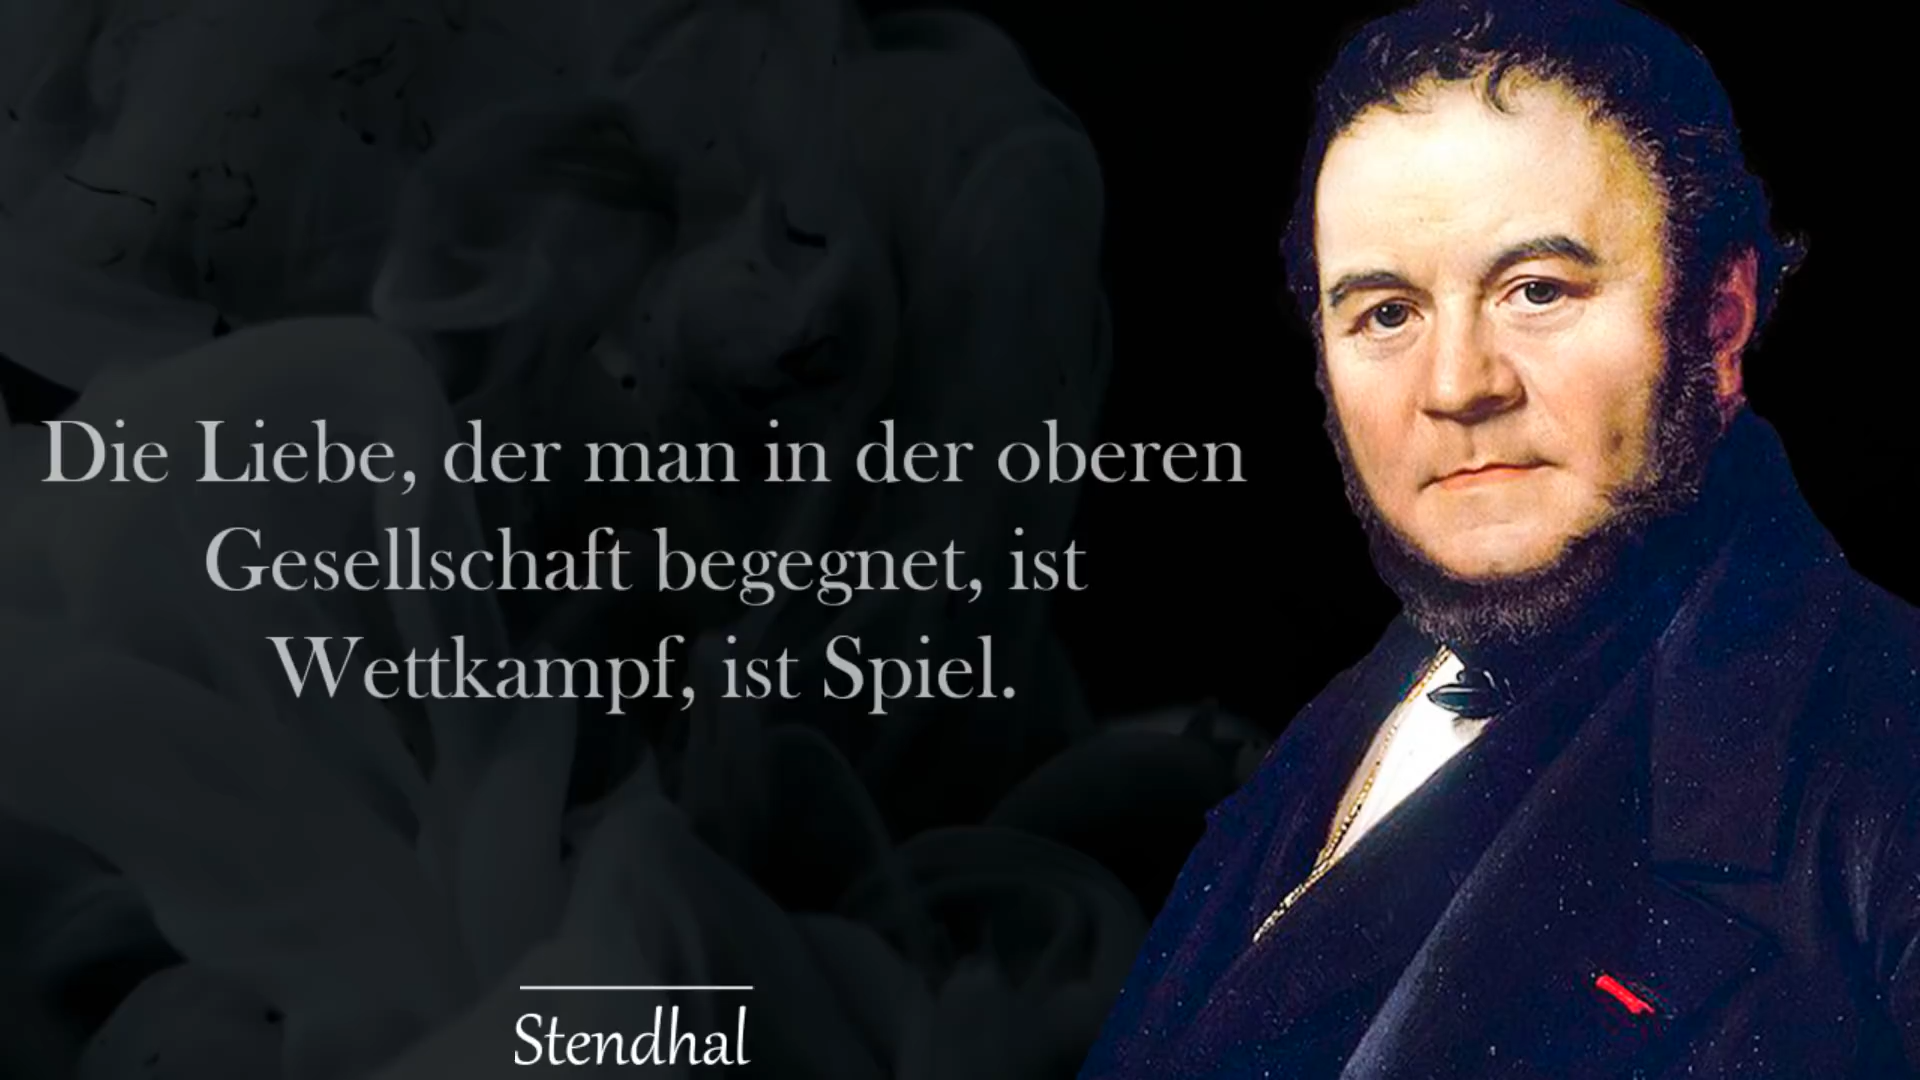 Die Liebe, der man in der oberen
Gesellschaft begegnet, ist
Wettkampf, ist Spiel.
Stendhal